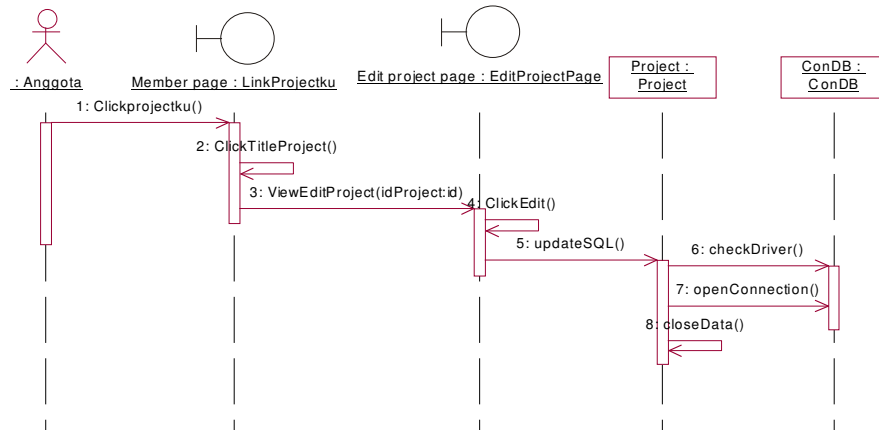 : Anggota
Member page : LinkProjektku
Edit project page : EditProjectPage
Project :
Project
ConDB :
ConDB
1: Clickprojectku()
2: ClickTitleProject()
3: ViewEditProject(idProject:id)
4: ClickEdit()
5: updateSQL()
6: checkDriver()
7: openConnection()
8: closeData()